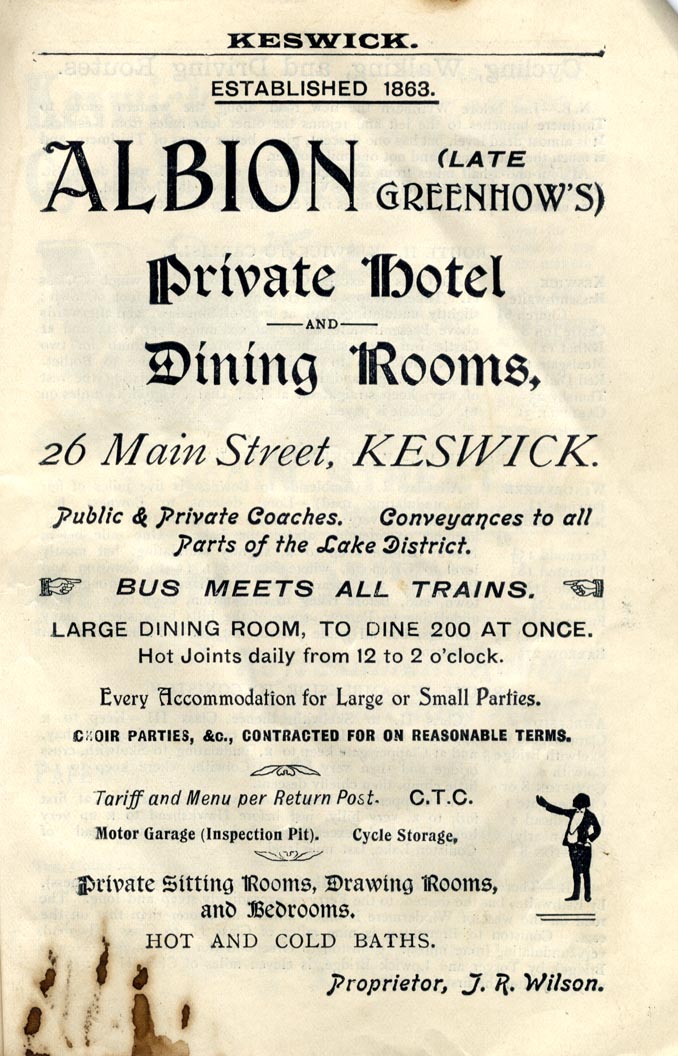 KESWICK.
ESTABLISHED 1863.
ALBION (LATE GREENHOW'S)
Private Hotel
AND
Dining Rooms,
26 Main Street, KESWICK.
Public & Private Coaches. Conveyances to all
Parts of the Lake District.
BUS MEETS ALL TRAINS.
LARGE DINING ROOM, TO DINE 200 AT ONCE.
Hot Joints daily from 12 to 2 o'clock.
Every Accommodation for Large or Small Parties.
CHOIR PARTIES, &c., CONTRACTED FOR ON REASONABLE TERMS.
Tariff and Menu per Return Post. C.T.C.
Motor Garage (Inspection Pit). Cycle Storage,
Private Sitting Rooms, Drawing Rooms,
and Bedrooms.
HOT AND COLD BATHS.
Proprietor, J. R. Wilson.